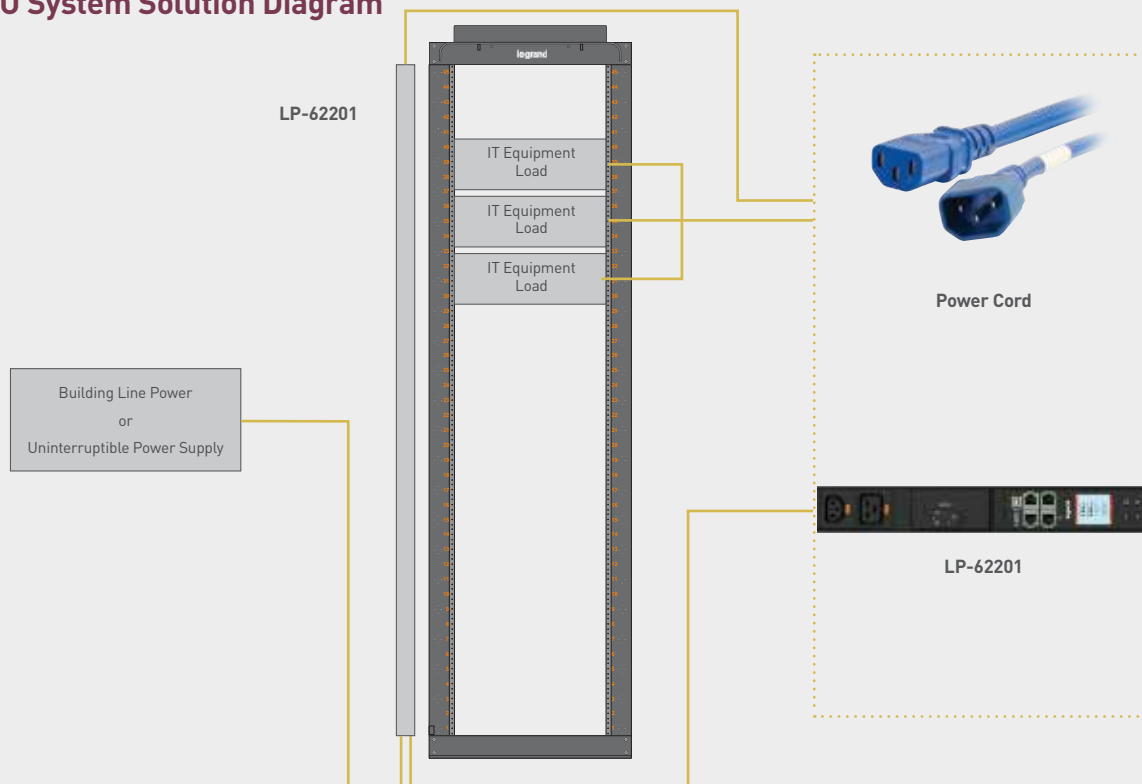 U System Solution Diagram
legrand
LP-62201
IT Equipment
Load
IT Equipment
Load
IT Equipment
Load
Power Cord
Building Line Power
or
Uninterruptible Power Supply
LP-62201